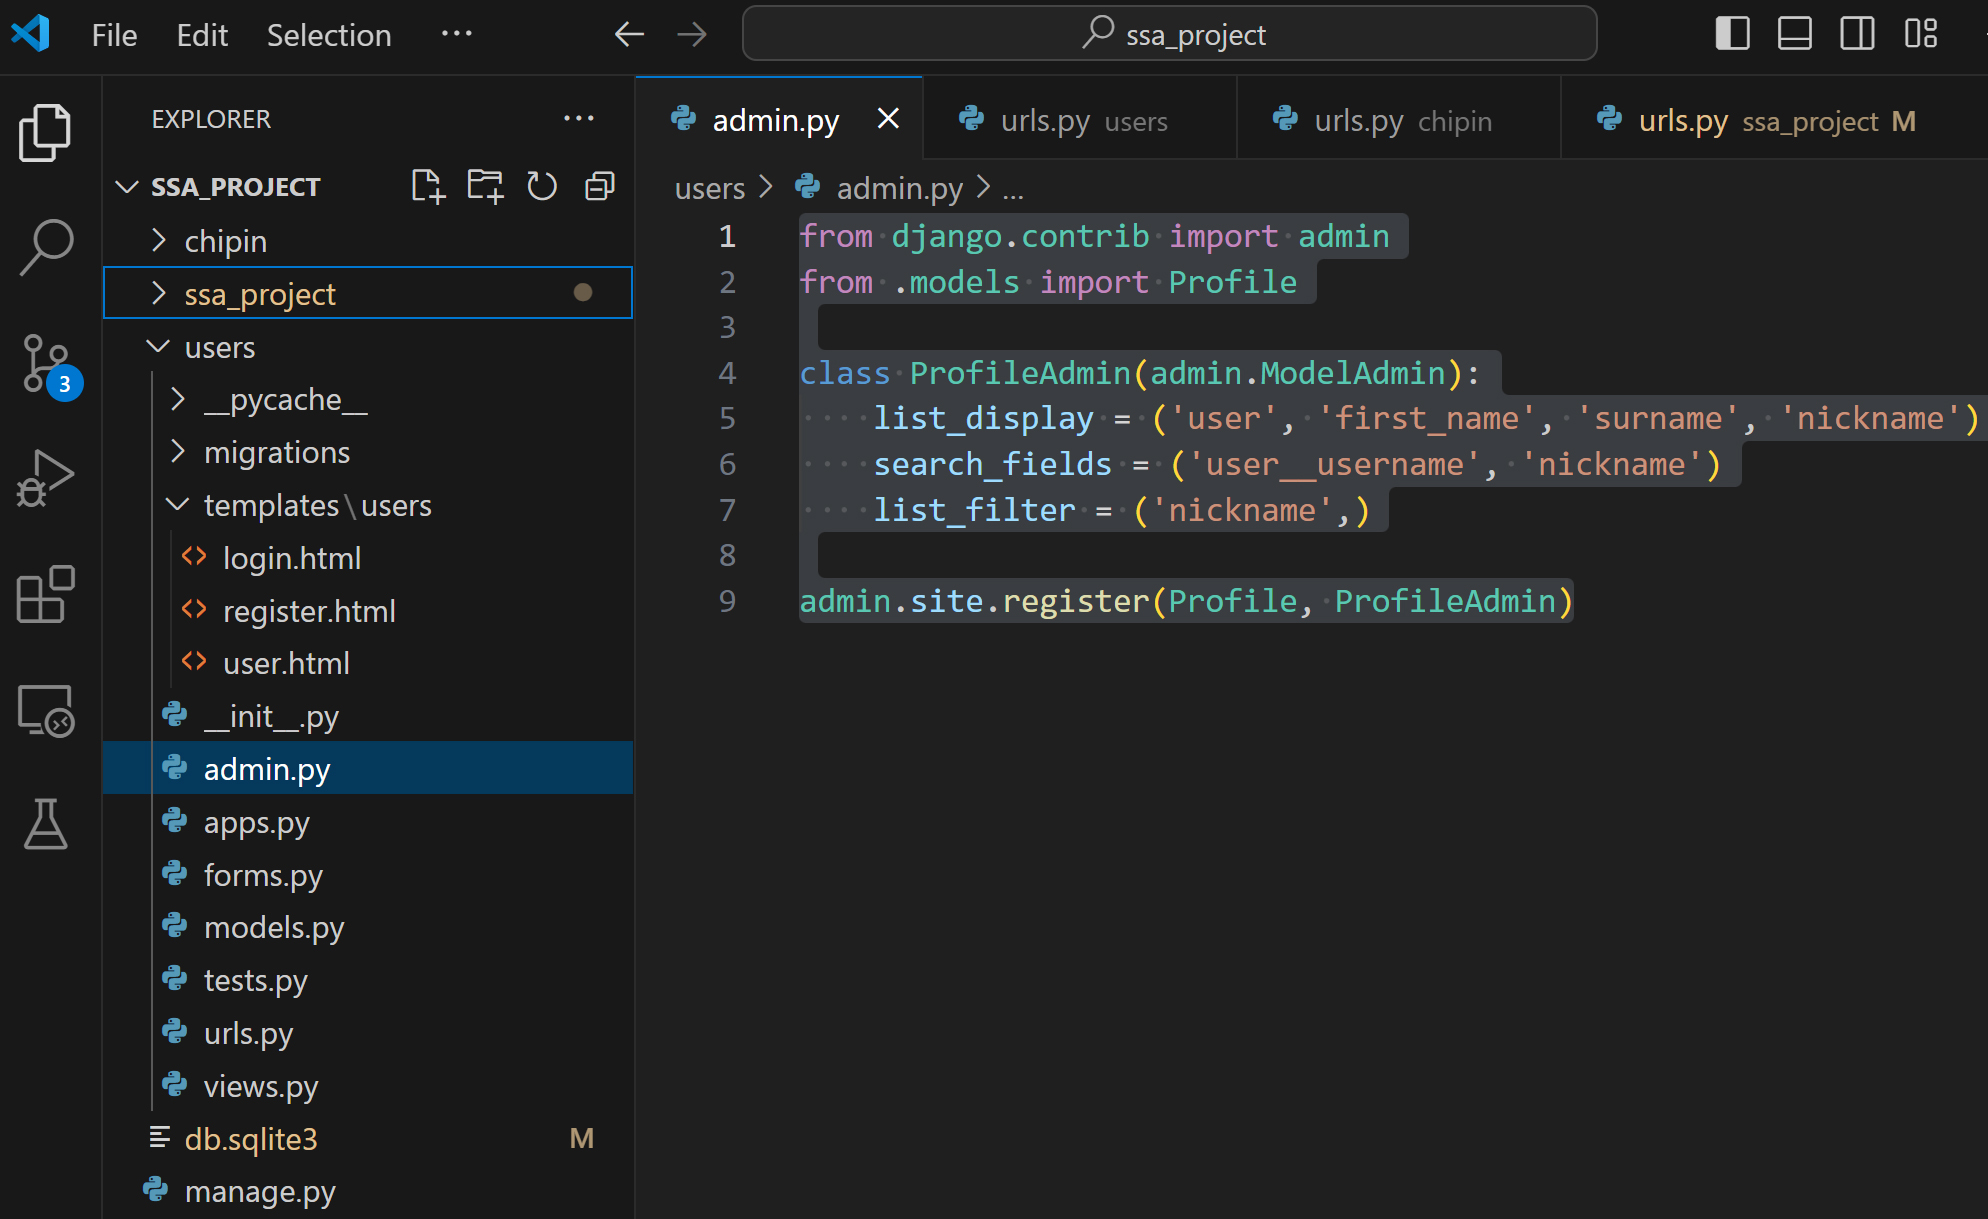 File Edit Selection ··· ssa_project
EXPLORER ···
SSA_PROJECT
chipin
ssa_project
users
__pycache__
migrations
templates\users
login.html
register.html
user.html
__init__.py
admin.py
apps.py
forms.py
models.py
tests.py
urls.py
views.py
db.sqlite3 M
manage.py
3
admin.py urls.py users urls.py chipin urls.py ssa_project M
users > admin.py > ...
1 from django.contrib import admin
2 from .models import Profile
3
4 class ProfileAdmin(admin.ModelAdmin):
5     list_display = ('user', 'first_name', 'surname', 'nickname')
6     search_fields = ('user__username', 'nickname')
7     list_filter = ('nickname',)
8
9 admin.site.register(Profile, ProfileAdmin)